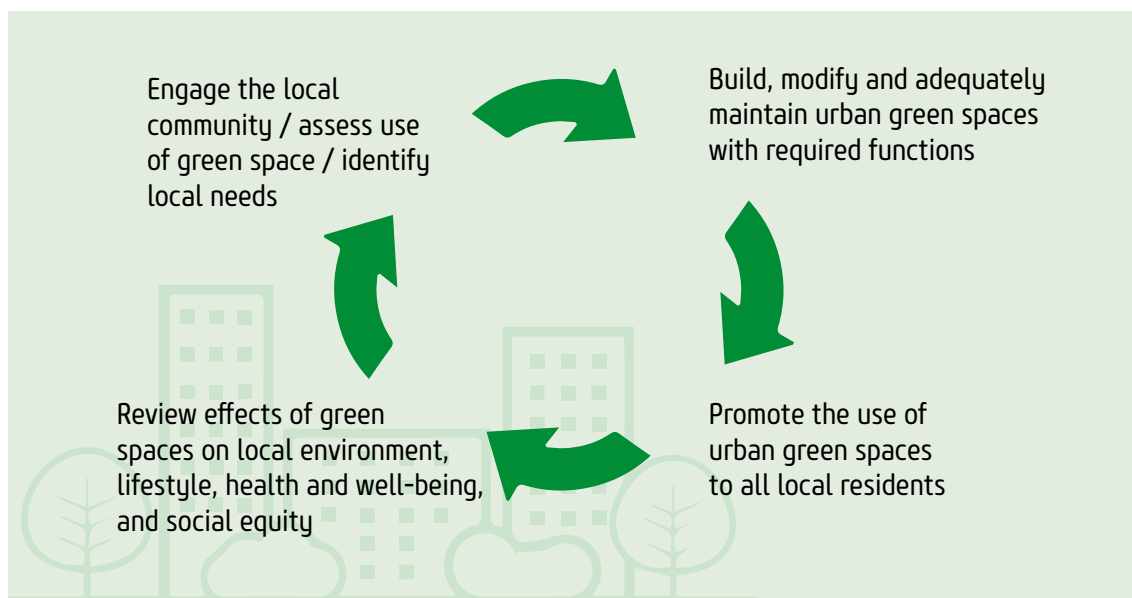 Engage the local
community / assess use
of green space / identify
local needs
Build, modify and adequately
maintain urban green spaces
with required functions
Promote the use of
urban green spaces
to all local residents
Review effects of green
spaces on local environment,
lifestyle, health and well-being,
and social equity